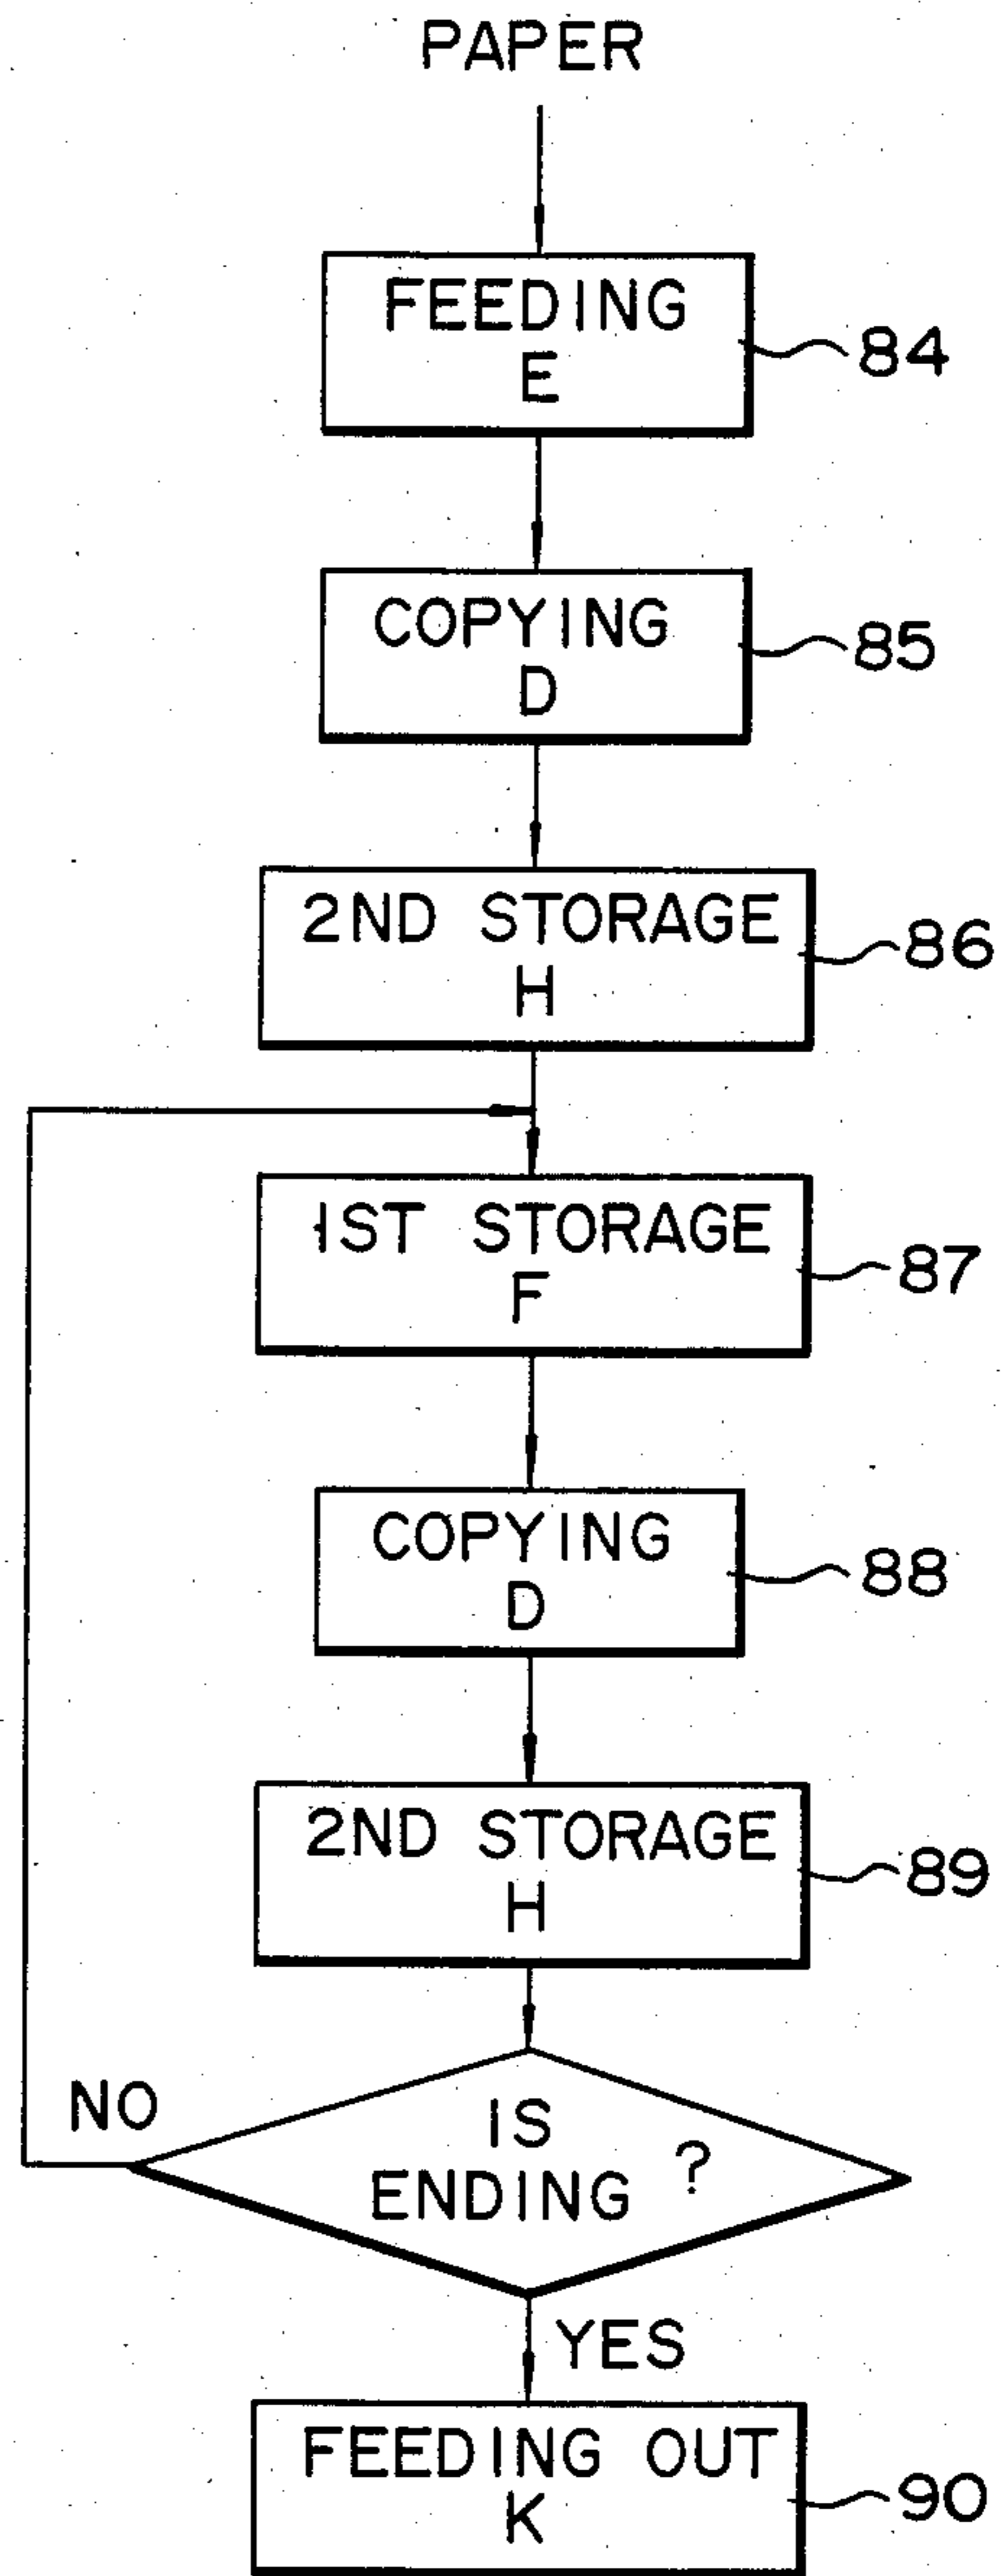 PAPER
FEEDING
E
84
COPYING
D
85
2ND STORAGE
H
86
1ST STORAGE
F
87
COPYING
D
88
2ND STORAGE
H
89
NO
IS
ENDING ?
YES
FEEDING OUT
K
90